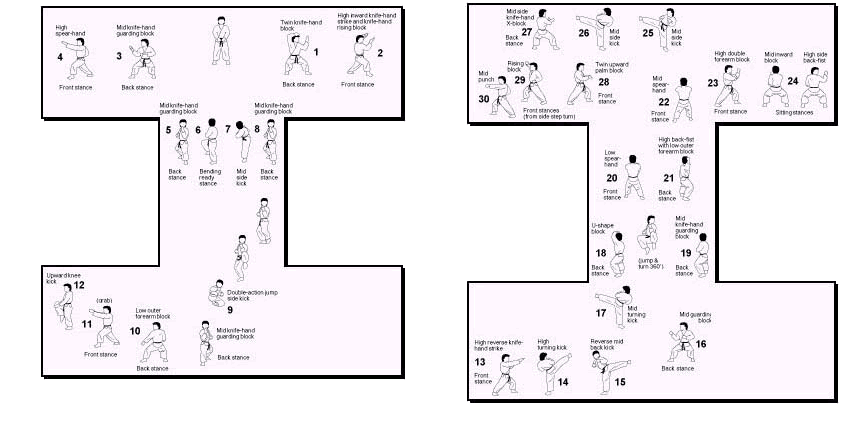 High
spear-hand
4
Front stance
Mid knife-hand
guarding block
3
Back stance
Twin knife-hand
block
1
Back stance
High inward knife-hand
strike and knife-hand
rising block
2
Front stance
Mid knife-hand
guarding block
5
Back
stance
6
Bending
ready
stance
7
Mid
side
kick
Mid knife-hand
guarding block
8
Back
stance
Double-action jump
side kick
9
Upward knee
kick
12
(grab)
11
Front stance
Low outer
forearm block
10
Back stance
Mid knife-hand
guarding block
Back stance
Mid side
knife-hand
X-block
27
Back
stance
26
Mid
side
kick
25
Mid
side
kick
Mid
punch
30
Rising
block
29
Front stances
(from side step turn)
Twin upward
palm block
28
Front
stance
Mid
spear-
hand
22
Front
stance
High double
forearm block
23
Front stance
Mid inward
block
24
High side
back-fist
Sitting stances
Low
spear-
hand
20
Front
stance
High back-fist
with low outer
forearm block
21
Back
stance
U-shape
block
18
Back
stance
(jump &
turn 360°)
Mid
knife-hand
guarding
block
19
Back
stance
17
Mid
turning
kick
High reverse knife-
hand strike
13
Front
stance
High
turning kick
14
Reverse mid
back kick
15
Mid guarding
block
16
Back stance